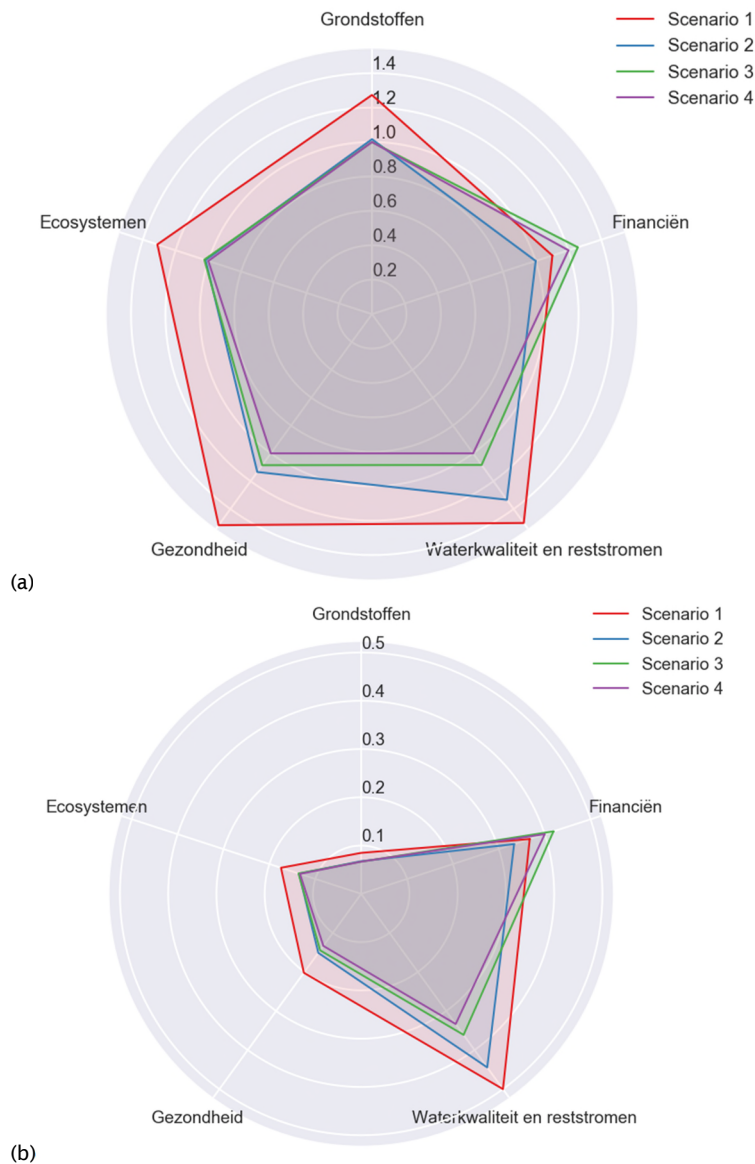 Grondstoffen
Scenario 1
Scenario 2
Scenario 3
Scenario 4
1.4
1.2
1.0
0.8
0.6
0.4
0.2
Ecosystemen
Financiën
Gezondheid
Waterkwaliteit en reststromen
(a)
Grondstoffen
Scenario 1
Scenario 2
Scenario 3
Scenario 4
0.5
0.4
0.3
0.2
0.1
Ecosystemen
Financiën
Gezondheid
Waterkwaliteit en reststromen
(b)